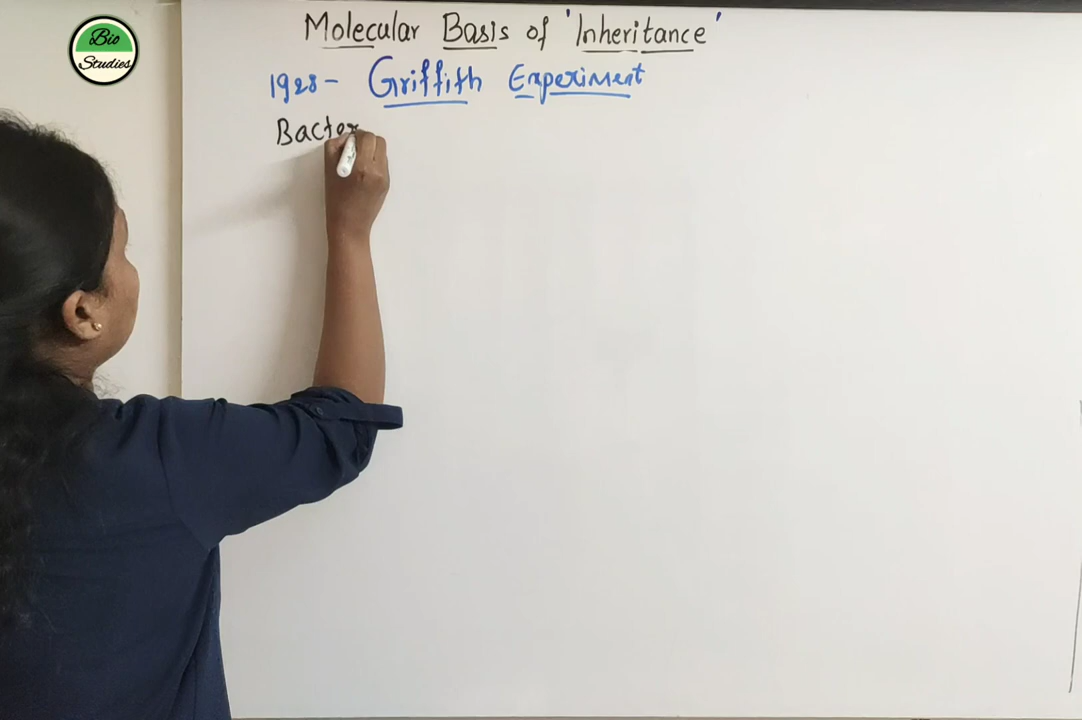 Bio
Studies
Molecular Basis of 'Inheritance'
1928- Griffith Experiment
Bacter